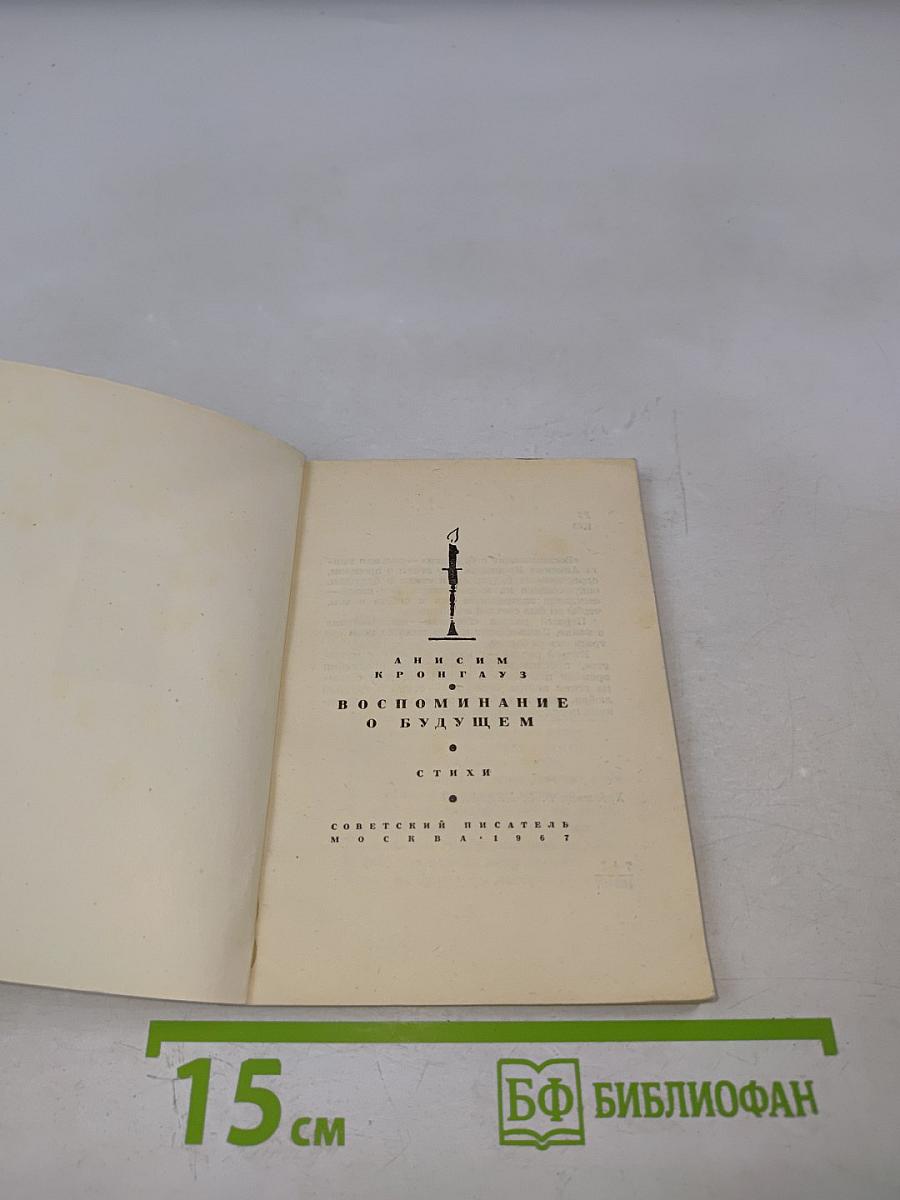 АНИСИМ
КРОНГАУЗ
ВОСПОМИНАНИЕ
О БУДУЩЕМ
СТИХИ
СОВЕТСКИЙ ПИСАТЕЛЬ
МОСКВА·1967
15 см
БФ БИБЛИОФАН